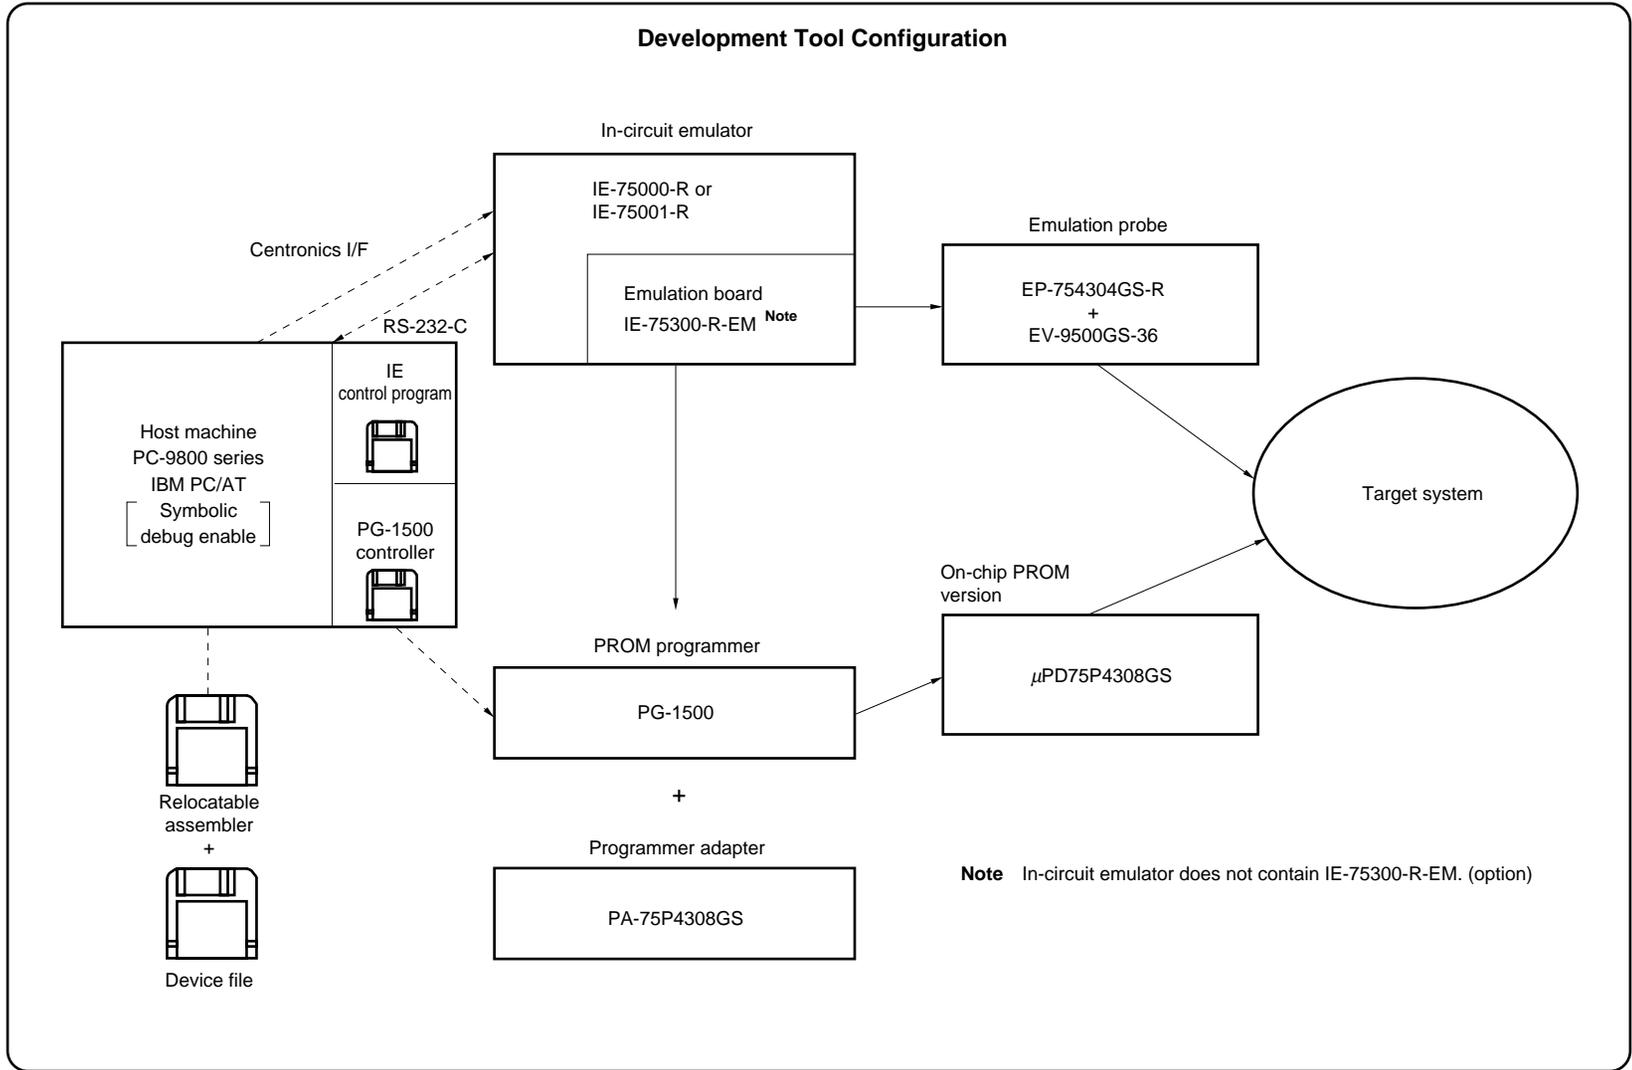 Development Tool Configuration
In-circuit emulator
IE-75000-R or
IE-75001-R
Centronics I/F
Emulation probe
Emulation board
IE-75300-R-EM Note
EP-754304GS-R
+
EV-9500GS-36
RS-232-C
IE
control program
Host machine
PC-9800 series
IBM PC/AT
Symbolic
debug enable
PG-1500
controller
Target system
On-chip PROM
version
PROM programmer
PG-1500
μPD75P4308GS
+
Relocatable
assembler
+
Device file
Programmer adapter
PA-75P4308GS
Note In-circuit emulator does not contain IE-75300-R-EM. (option)